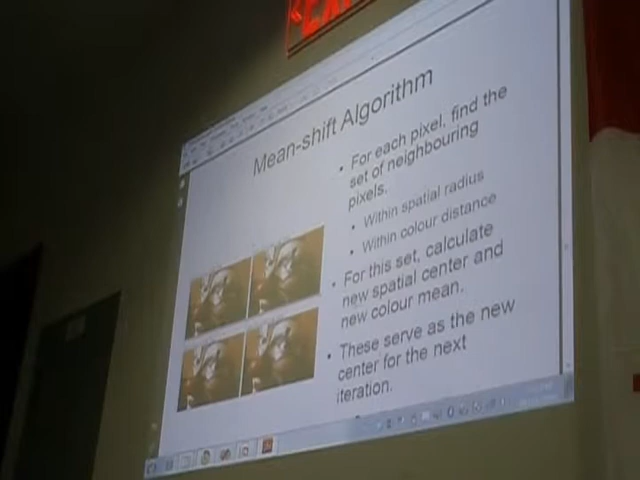 EXIT
Mean-shift Algorithm
• For each pixel, find the
set of neighbouring
pixels.
• Within spatial radius
• Within colour distance
• For this set, calculate
new spatial center and
new colour mean.
• These serve as the new
center for the next
iteration.